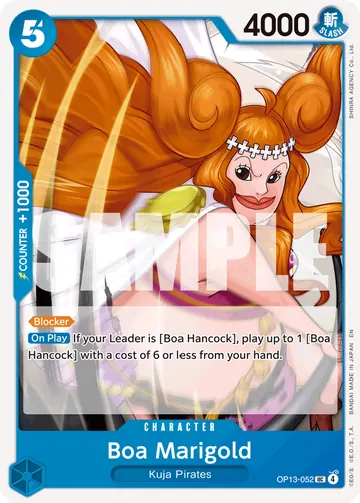 5
4000
斬
SLASH
COUNTER +1000
SHINRA AGENCY Co., Ltd.
SAMPLE
Blocker
On Play If your Leader is [Boa Hancock], play up to 1 [Boa
Hancock] with a cost of 6 or less from your hand.
©E/S ©E.O./S., T.A. BANDAI MADE IN JAPAN EN
CHARACTER
Boa Marigold
Kuja Pirates
OP13-052 UC 4